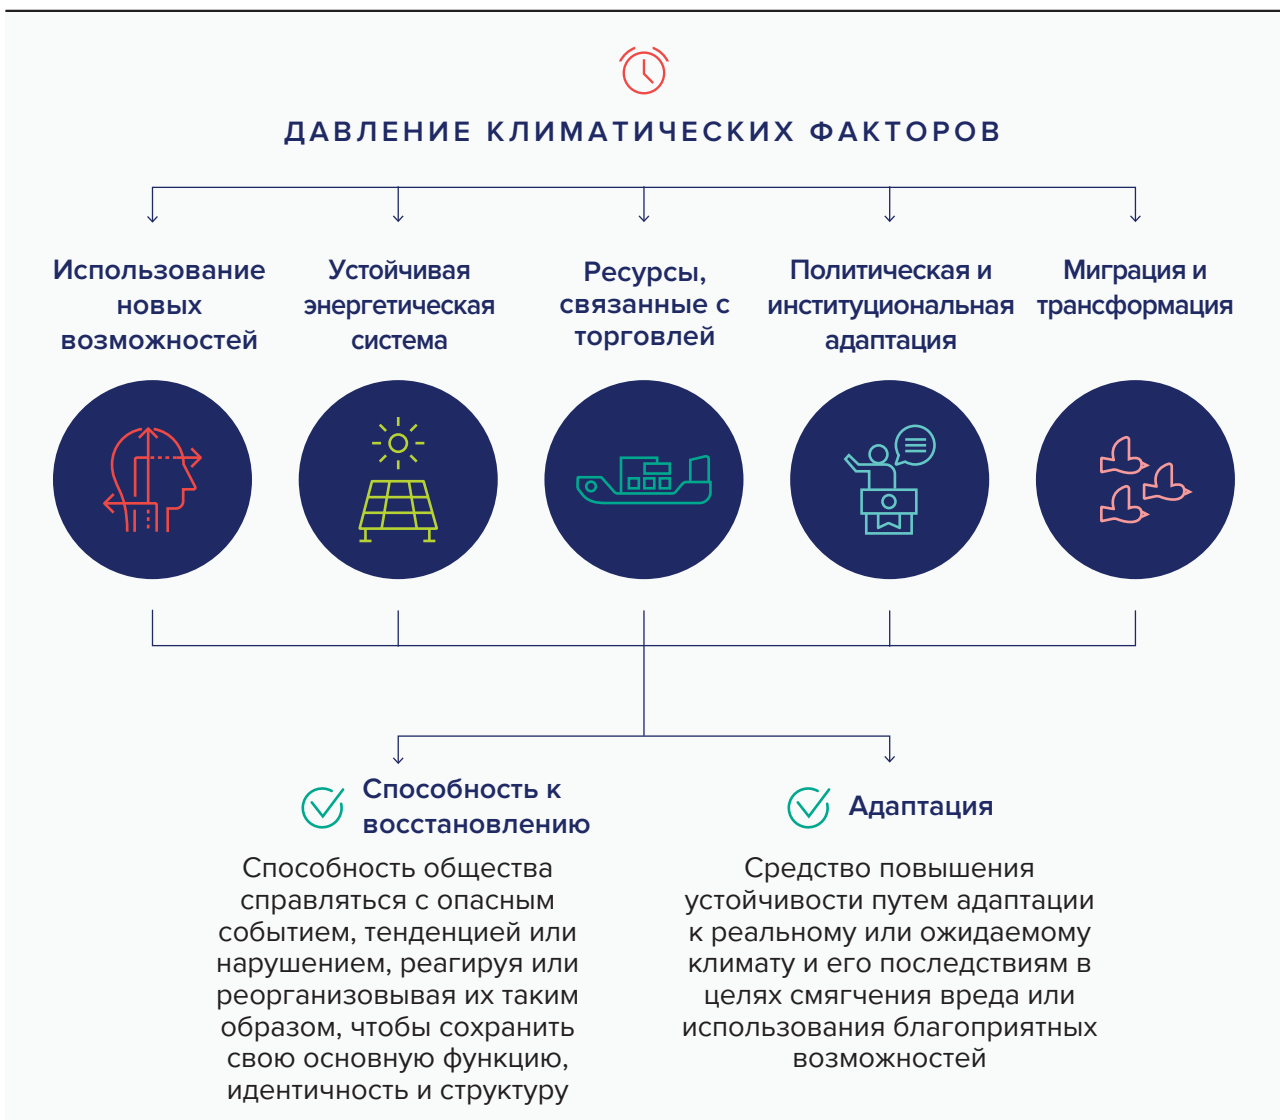 ДАВЛЕНИЕ КЛИМАТИЧЕСКИХ ФАКТОРОВ
Использование
новых
возможностей
Устойчивая
энергетическая
система
Ресурсы,
связанные с
торговлей
Политическая и
институциональная
адаптация
Миграция и
трансформация
Способность к
восстановлению
Способность общества
справляться с опасным
событием, тенденцией или
нарушением, реагируя или
реорганизовывая их таким
образом, чтобы сохранить
свою основную функцию,
идентичность и структуру
Адаптация
Средство повышения
устойчивости путем адаптации
к реальному или ожидаемому
климату и его последствиям в
целях смягчения вреда или
использования благоприятных
возможностей